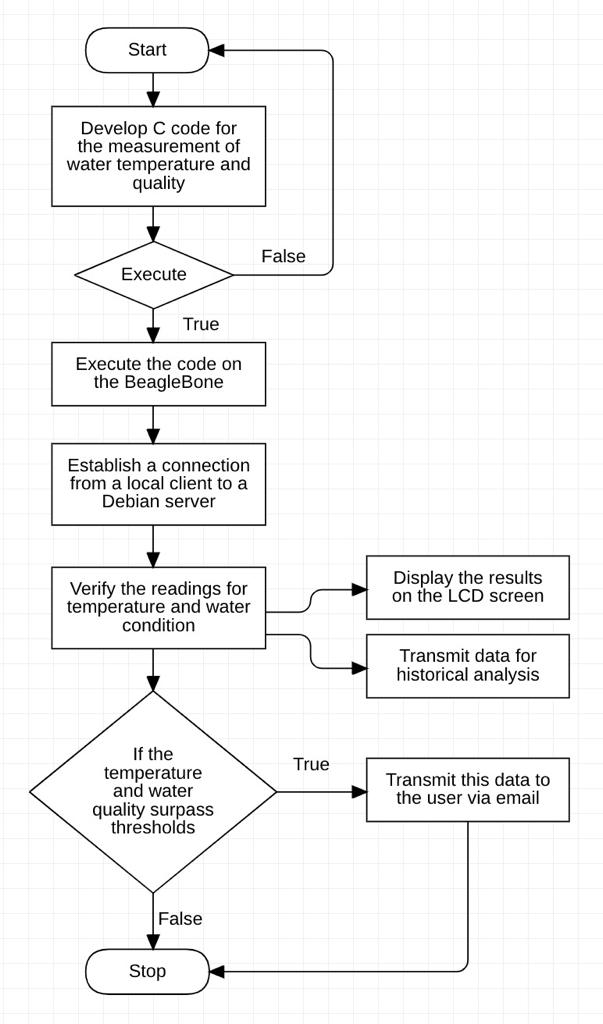 Start
Develop C code for
the measurement of
water temperature and
quality
Execute
False
True
Execute the code on
the BeagleBone
Establish a connection
from a local client to a
Debian server
Verify the readings for
temperature and water
condition
Display the results
on the LCD screen
Transmit data for
historical analysis
If the
temperature
and water
quality surpass
thresholds
True
Transmit this data to
the user via email
False
Stop